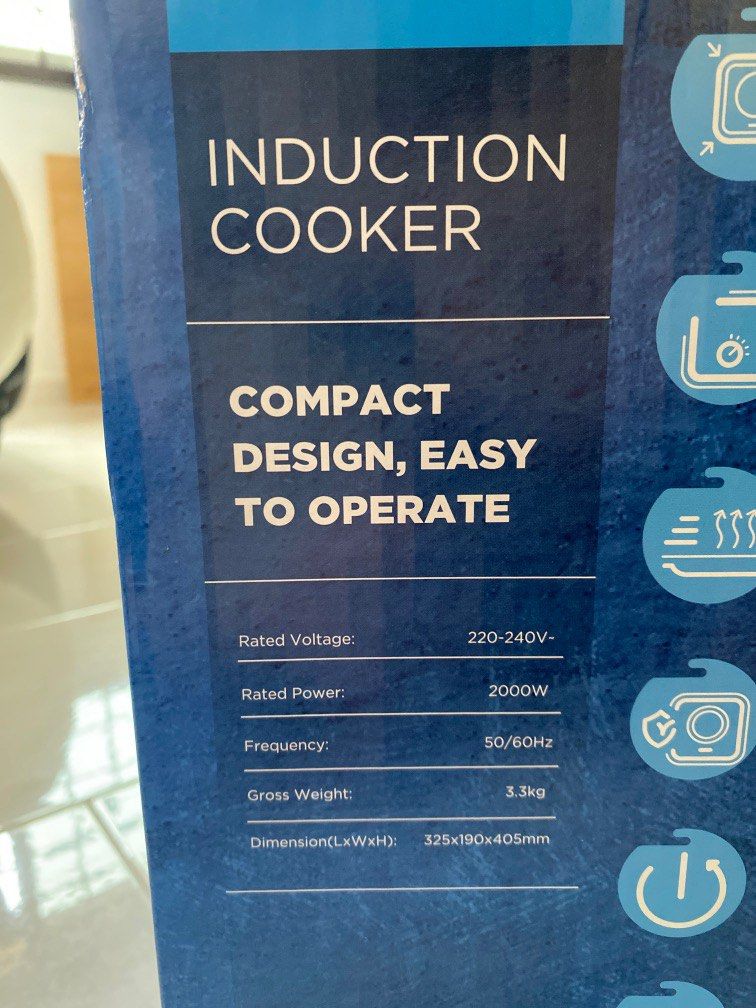 INDUCTION
COOKER
COMPACT
DESIGN, EASY
TO OPERATE
Rated Voltage: 220-240V~
Rated Power: 2000W
Frequency: 50/60Hz
Gross Weight: 3.3kg
Dimension(LxWxH): 325x190x405mm